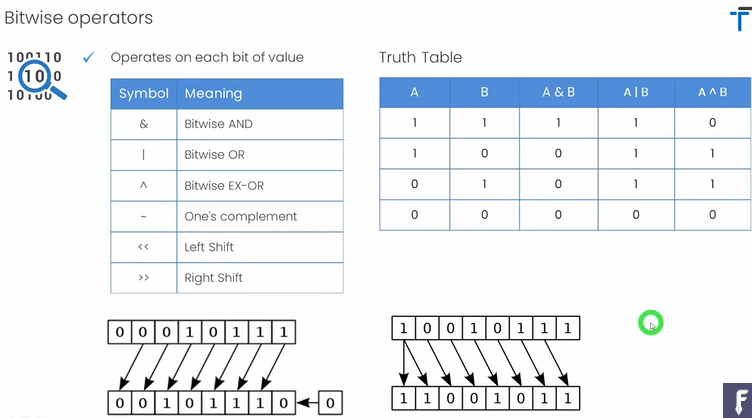 Bitwise operators
100110
1 10 0
10100
✓ Operates on each bit of value
Symbol Meaning
& Bitwise AND
| Bitwise OR
^ Bitwise EX-OR
~ One's complement
<< Left Shift
>> Right Shift
Truth Table
A B A & B A | B A ^ B
1 1 1 1 0
1 0 0 1 1
0 1 0 1 1
0 0 0 0 0
0 0 0 1 0 1 1 1
0 0 1 0 1 1 1 0 0
1 0 0 1 0 1 1 1
1 1 0 0 1 0 1 1